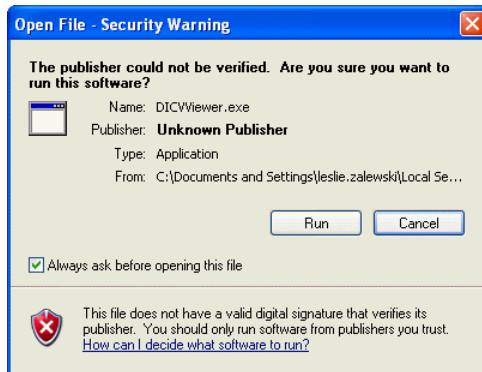 Open File - Security Warning
The publisher could not be verified. Are you sure you want to
run this software?
Name: DICVViewer.exe
Publisher: Unknown Publisher
Type: Application
From: C:\Documents and Settings\leslie.zalewski\Local Se...
Run Cancel
Always ask before opening this file
This file does not have a valid digital signature that verifies its
publisher. You should only run software from publishers you trust.
How can I decide what software to run?